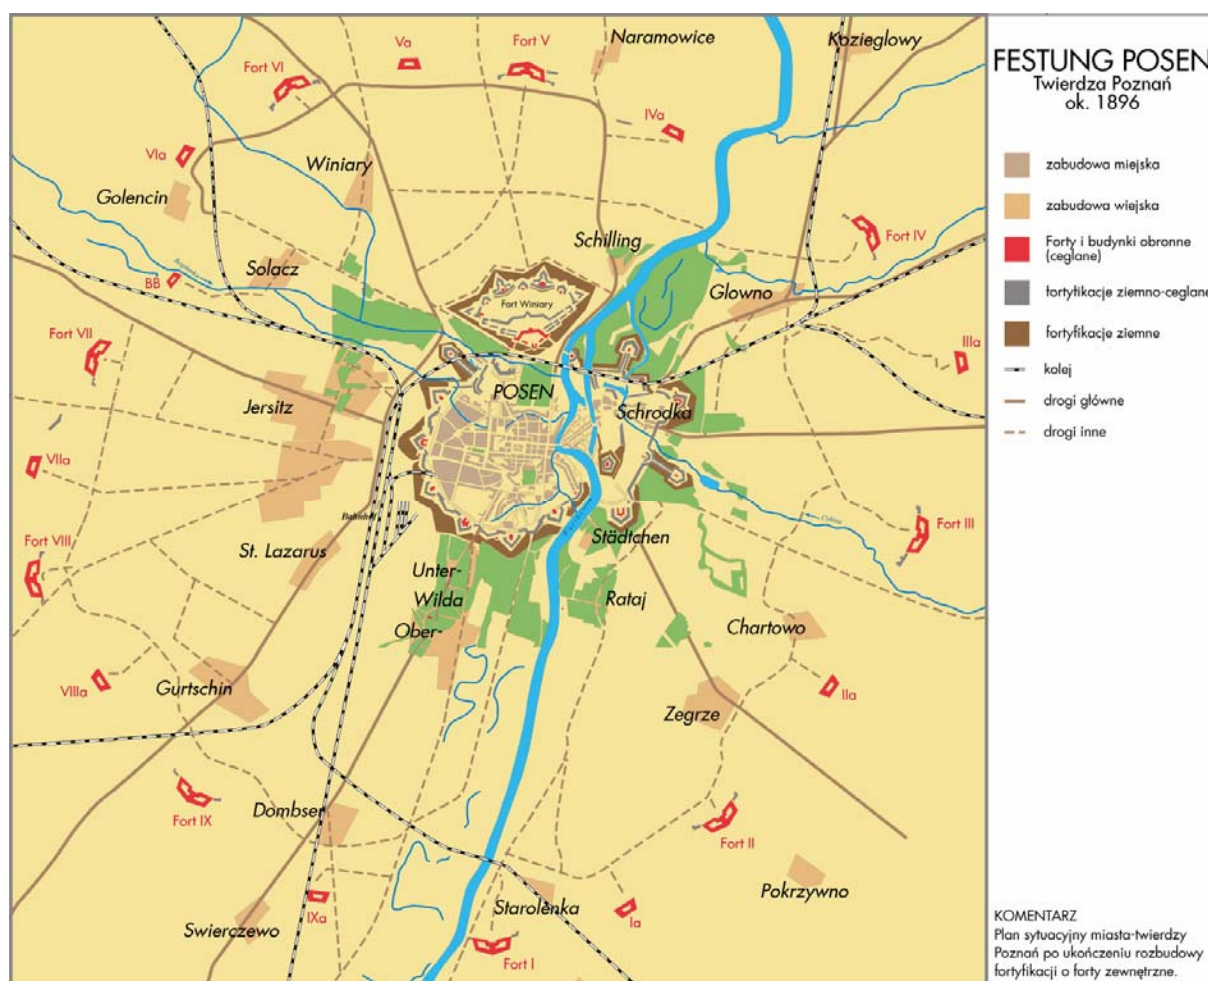 FESTUNG POSEN
Twierdza Poznań
ok. 1896
zabudowa miejska
zabudowa wiejska
Forty i budynki obronne
(ceglane)
fortyfikacje ziemno-ceglane
fortyfikacje ziemne
kolej
drogi główne
drogi inne
KOMENTARZ
Plan sytuacyjny miasta-twierdzy
Poznań po ukończeniu rozbudowy
fortyfikacji o forty zewnętrzne.
Va
Fort V
Naramowice
Kozieglowy
Fort VI
IVa
VIa
Winiary
Golencin
Schilling
Fort IV
Solacz
BB
Fort Winiary
Glowno
Fort VII
IIIa
POSEN
Jersitz
Schrodka
VIIa
Bahnhof
Cybina
Fort III
Fort VIII
St. Lazarus
Städtchen
Unter-
Wilda
Rataj
Ober-
Chartowo
VIIIa
Gurtschin
IIa
Zegrze
Fort IX
Dombsen
Fort II
IXa
Starolenka
Ia
Pokrzywno
Swierczewo
Fort I